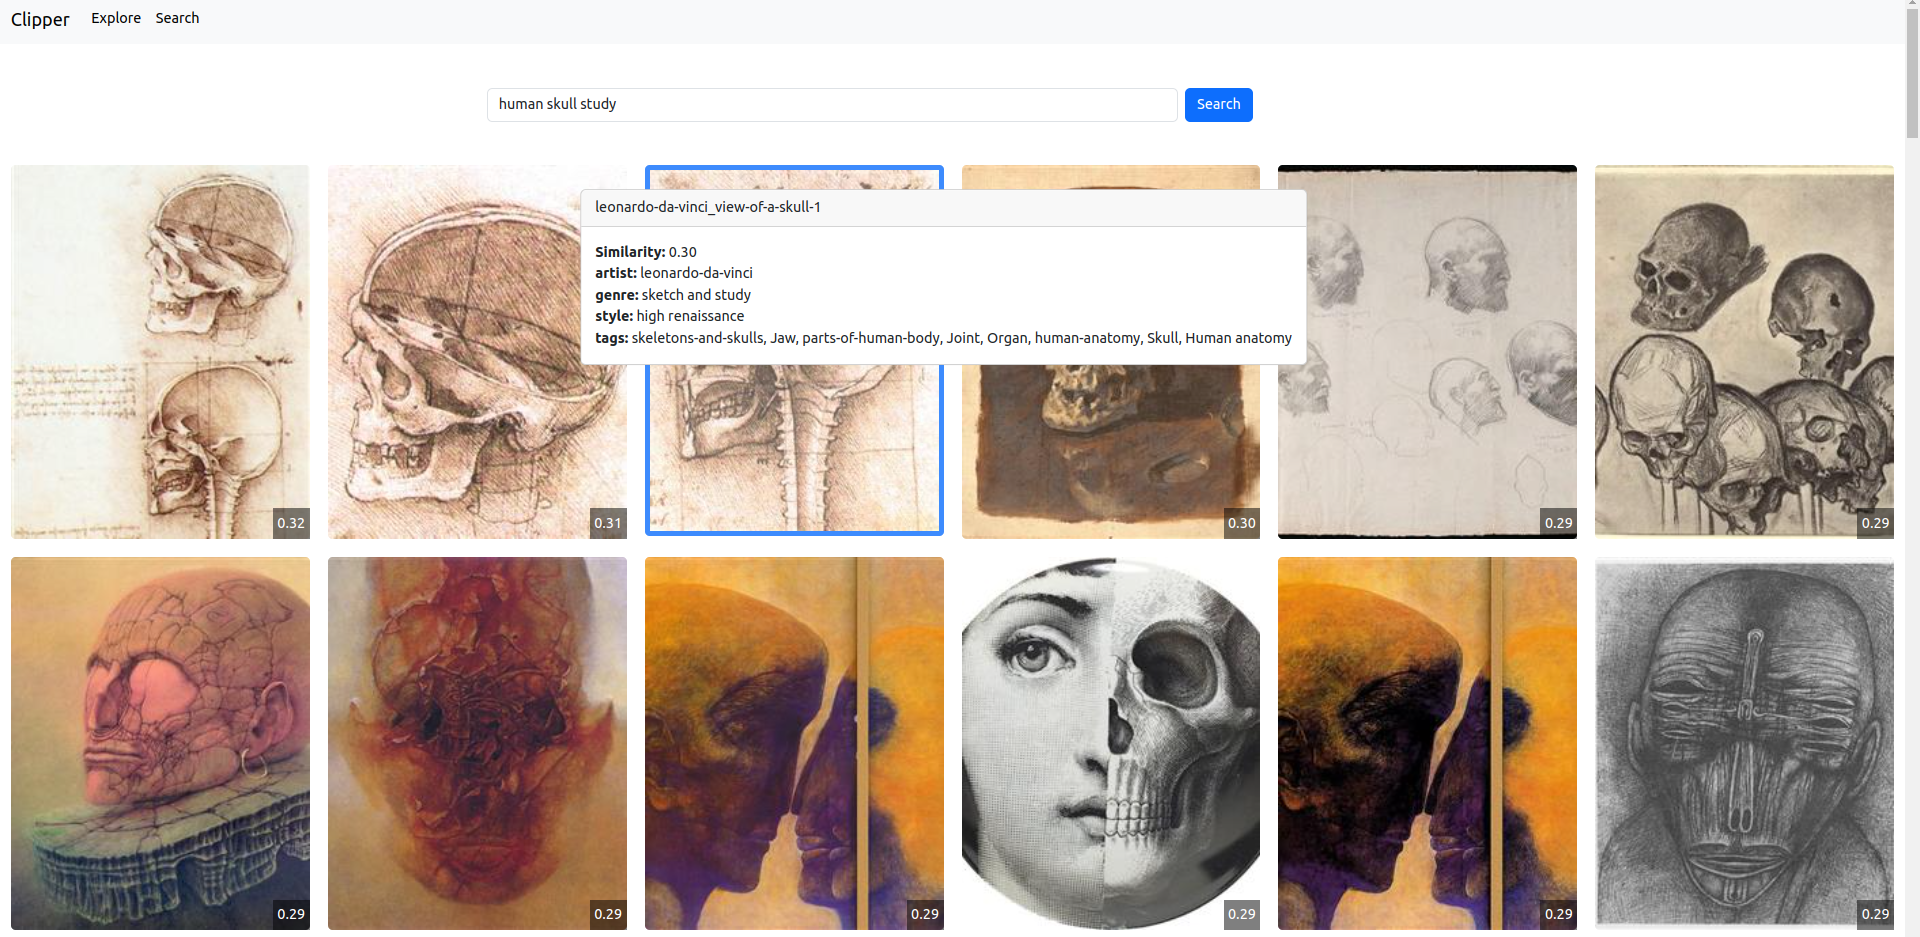 Clipper Explore Search
human skull study Search
leonardo-da-vinci_view-of-a-skull-1
Similarity: 0.30
artist: leonardo-da-vinci
genre: sketch and study
style: high renaissance
tags: skeletons-and-skulls, Jaw, parts-of-human-body, Joint, Organ, human-anatomy, Skull, Human anatomy
0.32
0.31
0.30
0.29
0.29
0.29
0.29
0.29
0.29
0.29
0.29